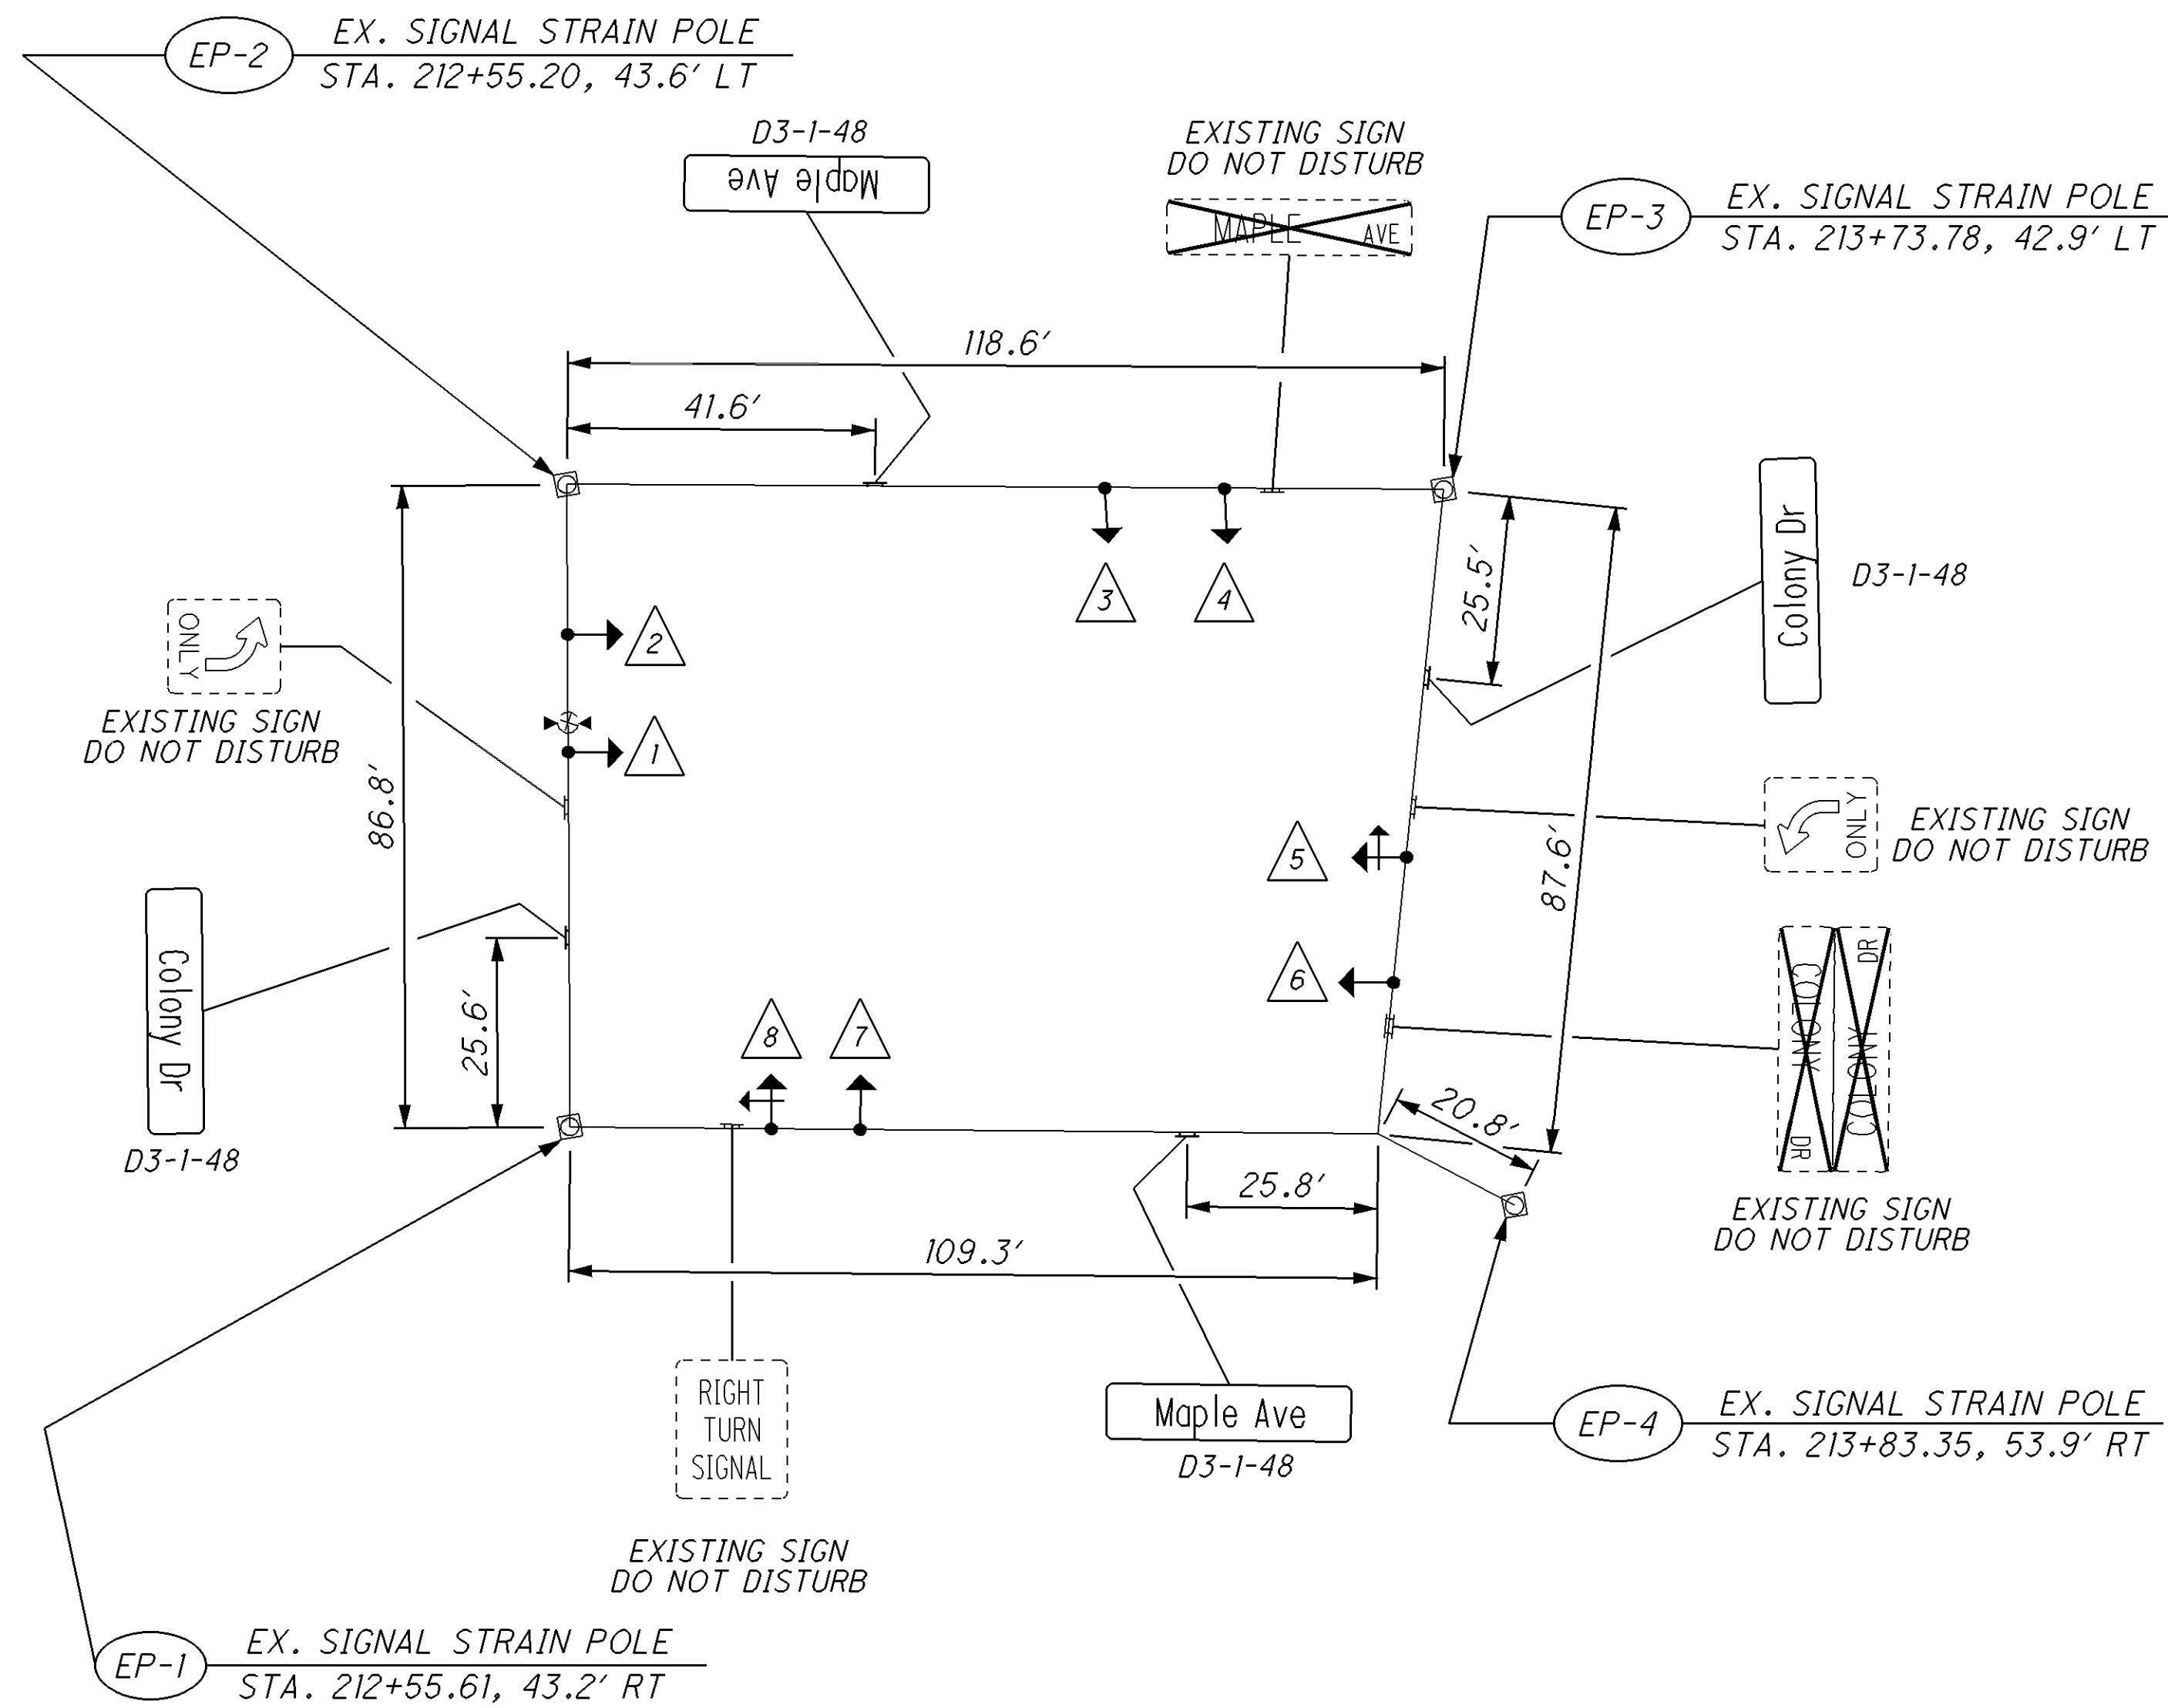 EP-2
EX. SIGNAL STRAIN POLE
STA. 212+55.20, 43.6' LT
D3-1-48
Maple Ave
EXISTING SIGN
DO NOT DISTURB
MAPLE AVE
EP-3
EX. SIGNAL STRAIN POLE
STA. 213+73.78, 42.9' LT
118.6'
41.6'
25.5'
Colony Dr
D3-1-48
3
4
2
1
ONLY
EXISTING SIGN
DO NOT DISTURB
86.8'
87.6'
5
6
ONLY
EXISTING SIGN
DO NOT DISTURB
COLONY DR
COLONY DR
EXISTING SIGN
DO NOT DISTURB
Colony Dr
D3-1-48
25.6'
8
7
20.8'
25.8'
109.3'
RIGHT
TURN
SIGNAL
EXISTING SIGN
DO NOT DISTURB
Maple Ave
D3-1-48
EP-4
EX. SIGNAL STRAIN POLE
STA. 213+83.35, 53.9' RT
EP-1
EX. SIGNAL STRAIN POLE
STA. 212+55.61, 43.2' RT